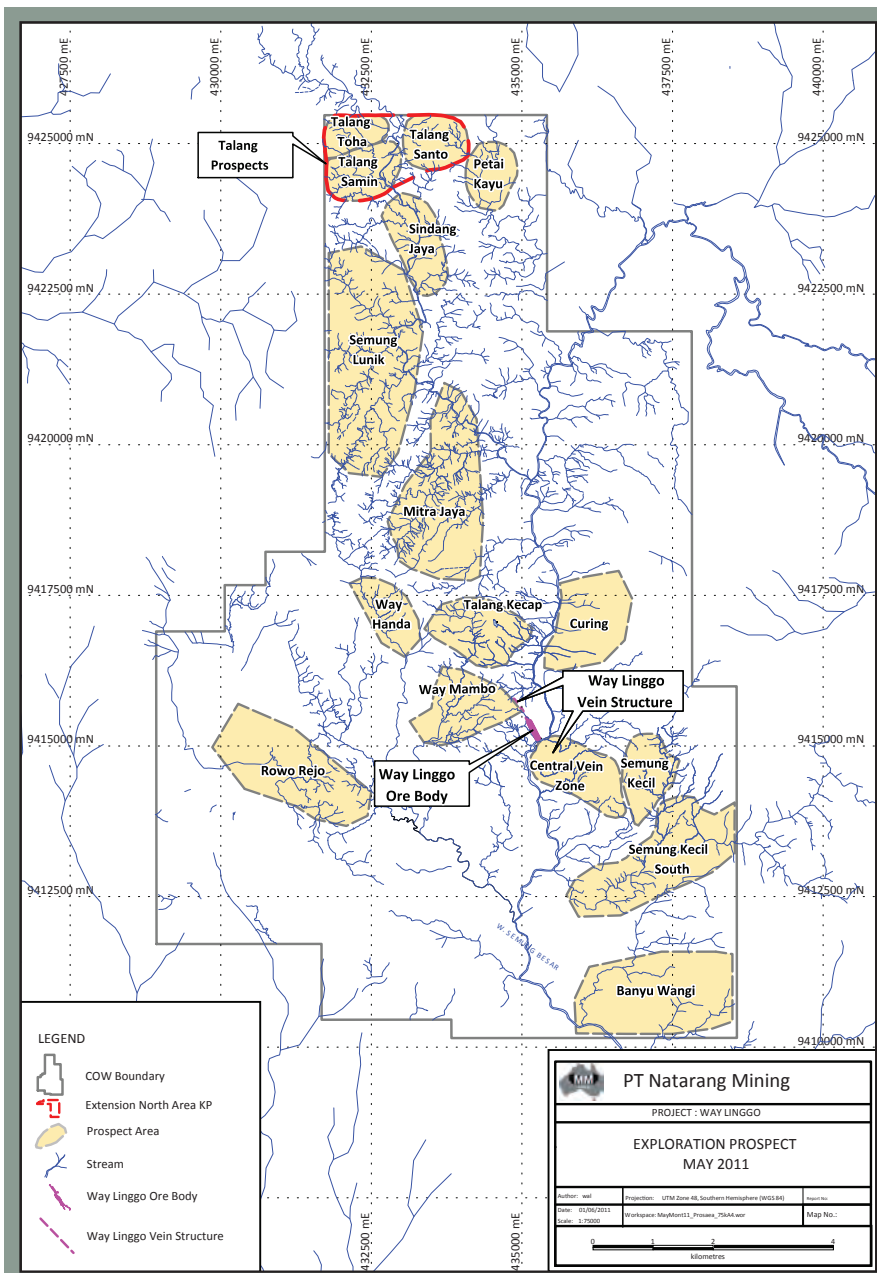 427500 mE
430000 mE
432500 mE
435000 mE
437500 mE
440000 mE
9425000 mN
9425000 mN
Talang
Toha
Talang
Santo
Talang
Prospects
Talang
Samin
Petai
Kayu
Sindang
Jaya
9422500 mN
9422500 mN
Semung
Lunik
9420000 mN
9420000 mN
Mitra Jaya
9417500 mN
9417500 mN
Way
Handa
Talang Kecap
Curing
Way Mambo
Way Linggo
Vein Structure
9415000 mN
9415000 mN
Rowo Rejo
Way Linggo
Ore Body
Central Vein
Zone
Semung
Kecil
Semung Kecil
South
9412500 mN
9412500 mN
W. SEMUNG BESAR
Banyu Wangi
9410000 mN
LEGEND
COW Boundary
Extension North Area KP
Prospect Area
Stream
Way Linggo Ore Body
Way Linggo Vein Structure
432500 mE
435000 mE
MM
PT Natarang Mining
PROJECT : WAY LINGGO
EXPLORATION PROSPECT
MAY 2011
Author: wal
Projection: UTM Zone 48, Southern Hemisphere (WGS 84)
Report No:
Date: 01/06/2011
Scale: 1:75000
Workspace: MayMont11_Prosaea_75kA4.wor
Map No.:
0 1 2 4
kilometres